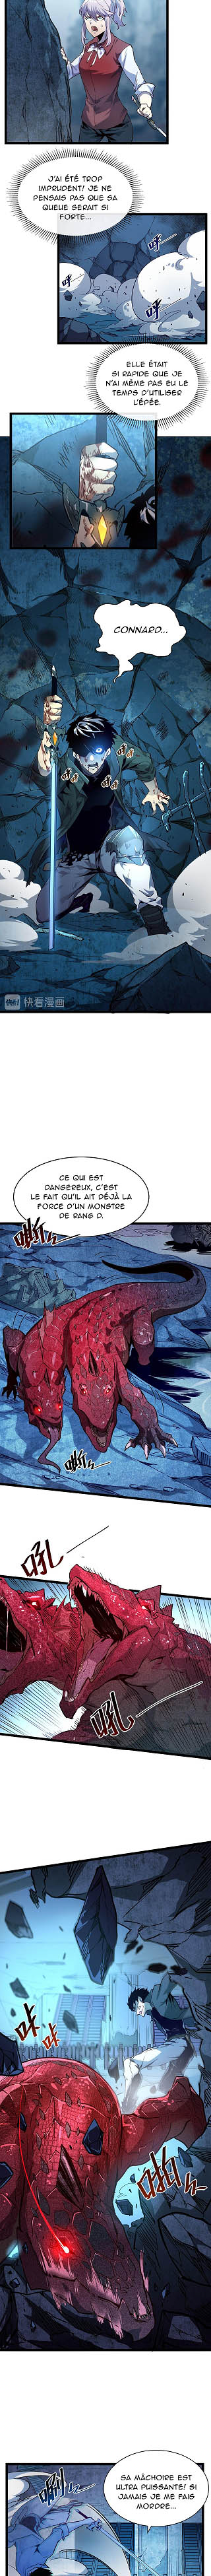 J'AI ÉTÉ TROP
IMPRUDENT! JE NE
PENSAIS PAS QUE SA
QUEUE SERAIT SI
FORTE...
ELLE ÉTAIT
SI RAPIDE QUE JE
N'AI MÊME PAS EU LE
TEMPS D'UTILISER
L'ÉPÉE.
CONNARD...
快看漫画
CE QUI EST
DANGEREUX, C'EST
LE FAIT QU'IL AIT DÉJÀ LA
FORCE D'UN MONSTRE
DE RANG D.
吼
吼
SA MÂCHOIRE EST
ULTRA PUISSANTE! SI
JAMAIS JE ME FAIS
MORDRE...